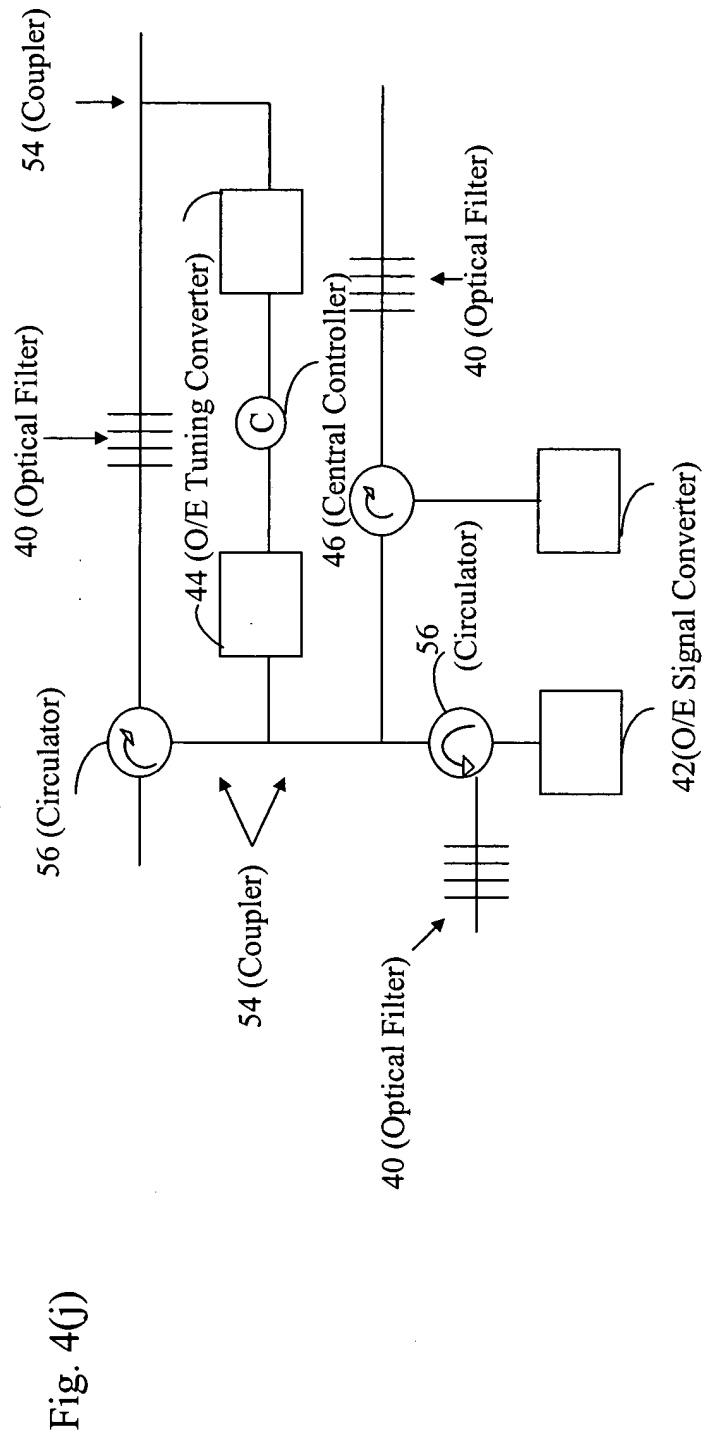 Fig. 4(j)
54 (Coupler)
40 (Optical Filter)
56 (Circulator)
44 (O/E Tuning Converter)
C
54 (Coupler)
46 (Central Controller)
40 (Optical Filter)
56
(Circulator)
40 (Optical Filter)
42(O/E Signal Converter)